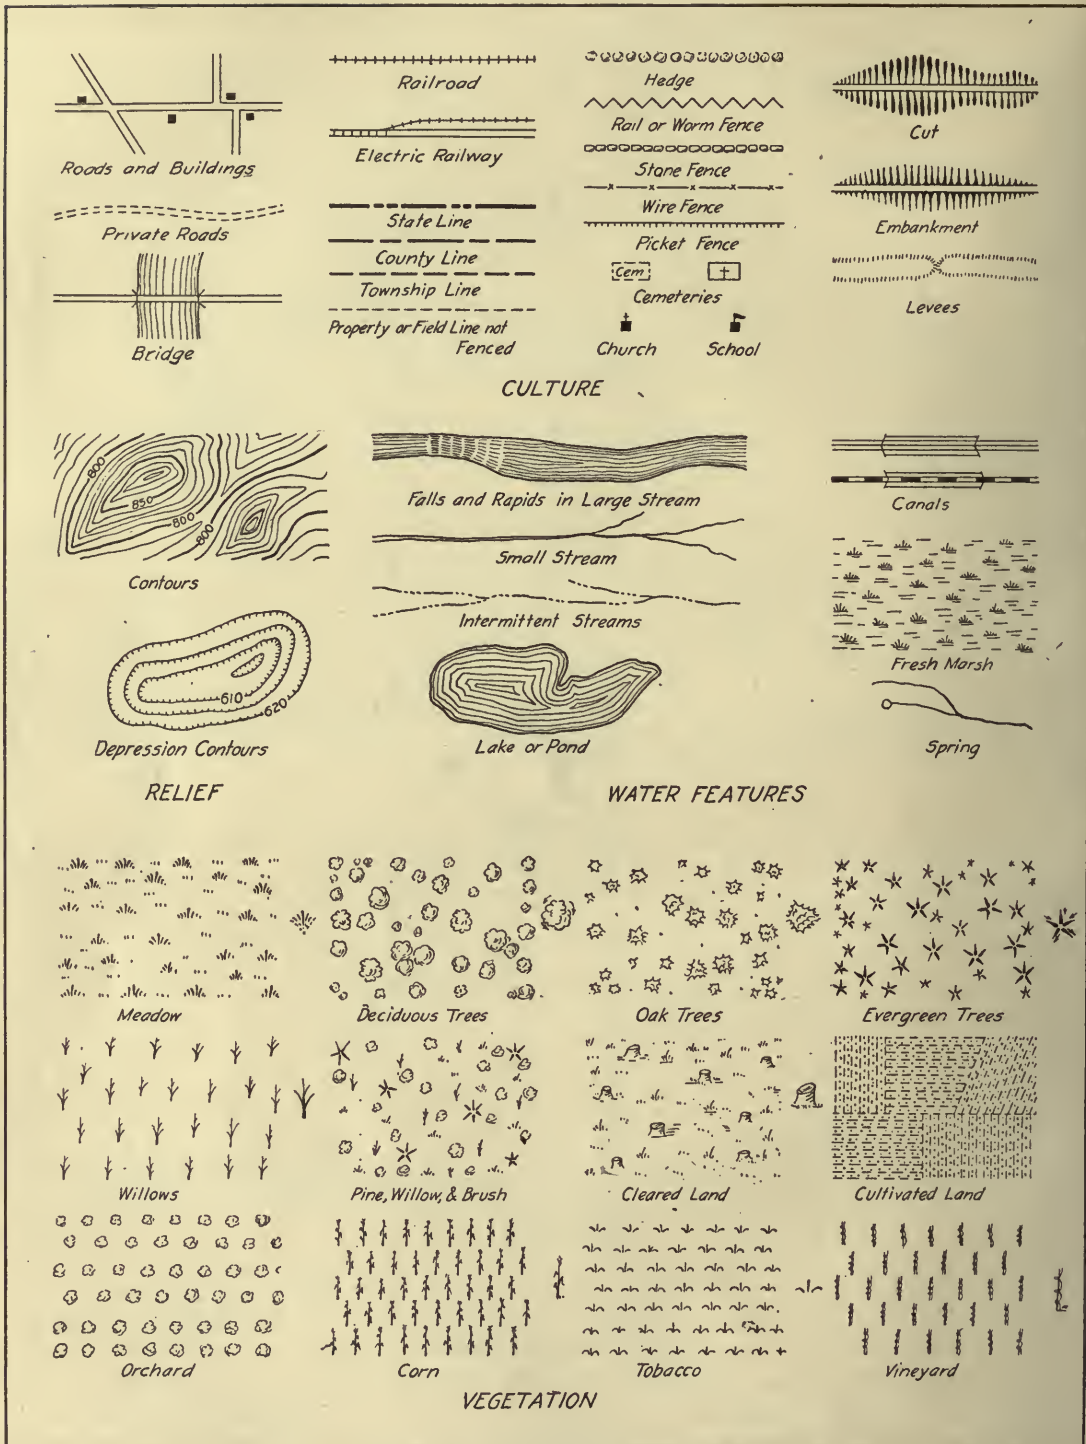 Roads and Buildings
Private Roads
Bridge
Railroad
Electric Railway
State Line
County Line
Township Line
Property or Field Line not
Fenced
Hedge
Rail or Worm Fence
Stone Fence
Wire Fence
Picket Fence
Cem
Cemeteries
Church
School
Cut
Embankment
Levees
CULTURE
800
850
800
800
Contours
610
620
Depression Contours
RELIEF
Falls and Rapids in Large Stream
Small Stream
Intermittent Streams
Lake or Pond
Canals
Fresh Marsh
Spring
WATER FEATURES
Meadow
Deciduous Trees
Oak Trees
Evergreen Trees
Willows
Pine, Willow, & Brush
Cleared Land
Cultivated Land
Orchard
Corn
Tobacco
Vineyard
VEGETATION